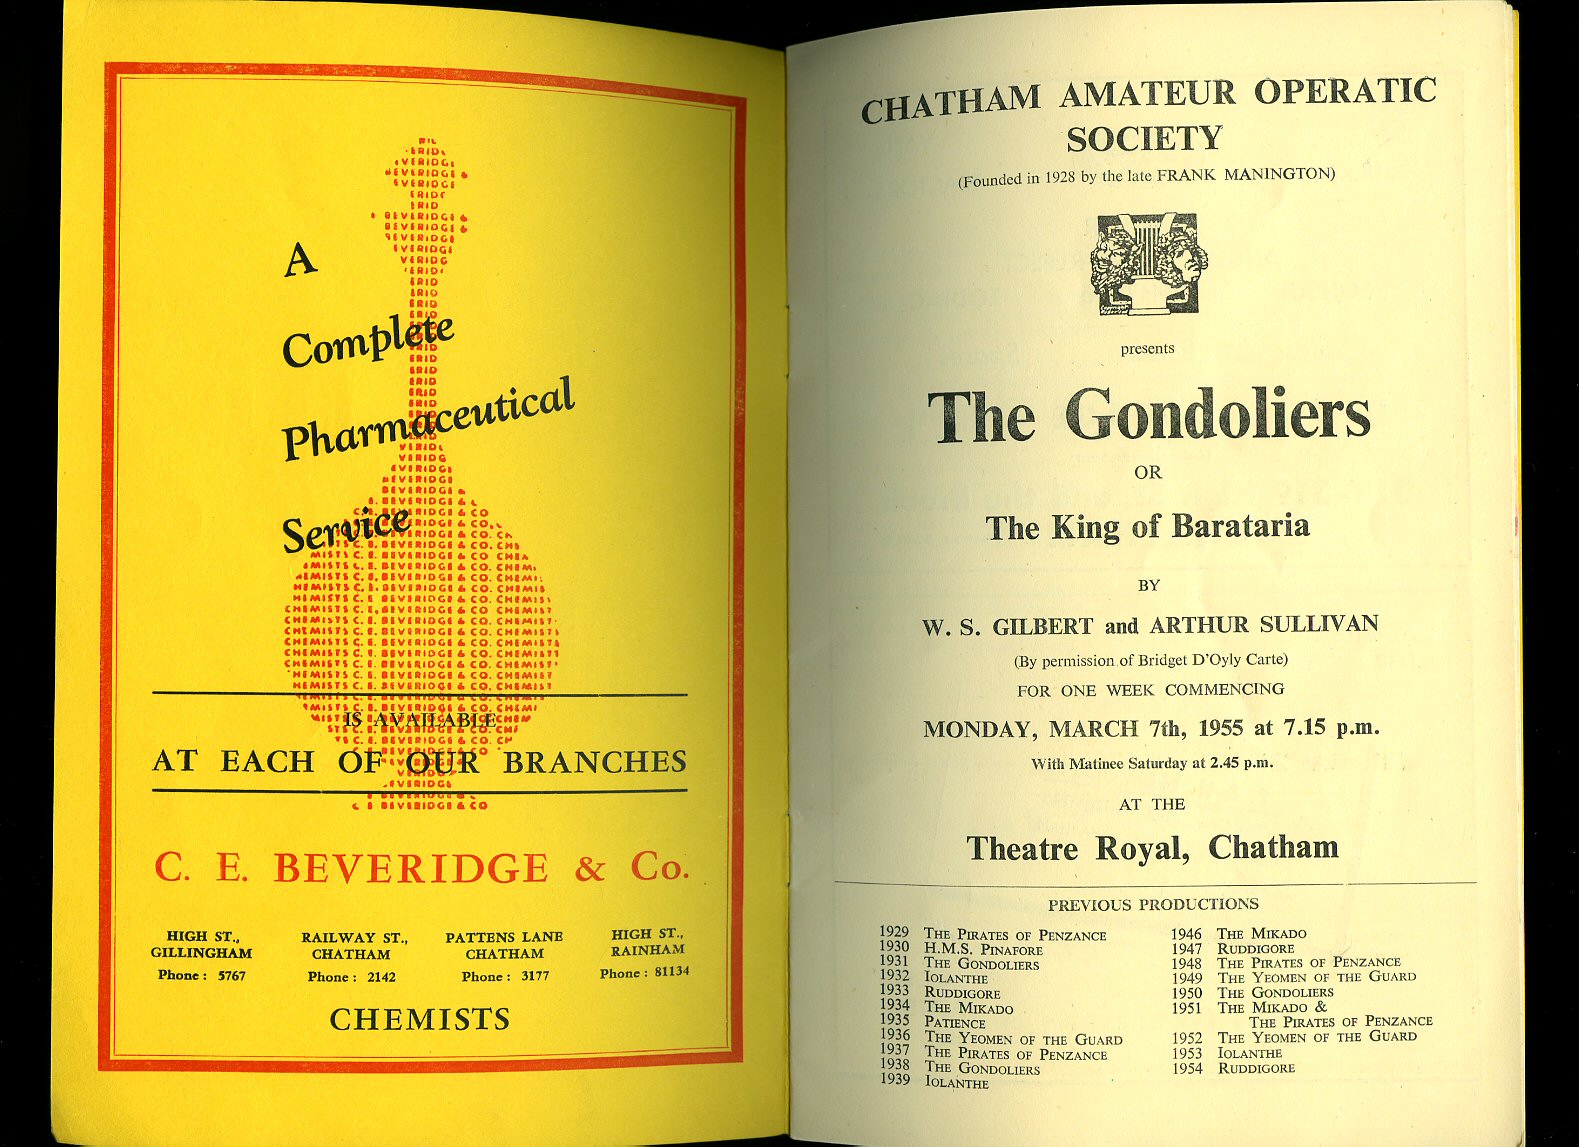 A
Complete
Pharmaceutical
Service
IS AVAILABLE
AT EACH OF OUR BRANCHES
C. E. BEVERIDGE & Co.
HIGH ST., GILLINGHAM
Phone : 5767
RAILWAY ST., CHATHAM
Phone : 2142
PATTENS LANE CHATHAM
Phone : 3177
HIGH ST., RAINHAM
Phone : 81134
CHEMISTS
CHATHAM AMATEUR OPERATIC
SOCIETY
(Founded in 1928 by the late FRANK MANINGTON)
presents
The Gondoliers
OR
The King of Barataria
BY
W. S. GILBERT and ARTHUR SULLIVAN
(By permission of Bridget D'Oyly Carte)
FOR ONE WEEK COMMENCING
MONDAY, MARCH 7th, 1955 at 7.15 p.m.
With Matinee Saturday at 2.45 p.m.
AT THE
Theatre Royal, Chatham
PREVIOUS PRODUCTIONS
1929 THE PIRATES OF PENZANCE
1930 H.M.S. PINAFORE
1931 THE GONDOLIERS
1932 IOLANTHE
1933 RUDDIGORE
1934 THE MIKADO
1935 PATIENCE
1936 THE YEOMEN OF THE GUARD
1937 THE PIRATES OF PENZANCE
1938 THE GONDOLIERS
1939 IOLANTHE
1946 THE MIKADO
1947 RUDDIGORE
1948 THE PIRATES OF PENZANCE
1949 THE YEOMEN OF THE GUARD
1950 THE GONDOLIERS
1951 THE MIKADO &
THE PIRATES OF PENZANCE
1952 THE YEOMEN OF THE GUARD
1953 IOLANTHE
1954 RUDDIGORE